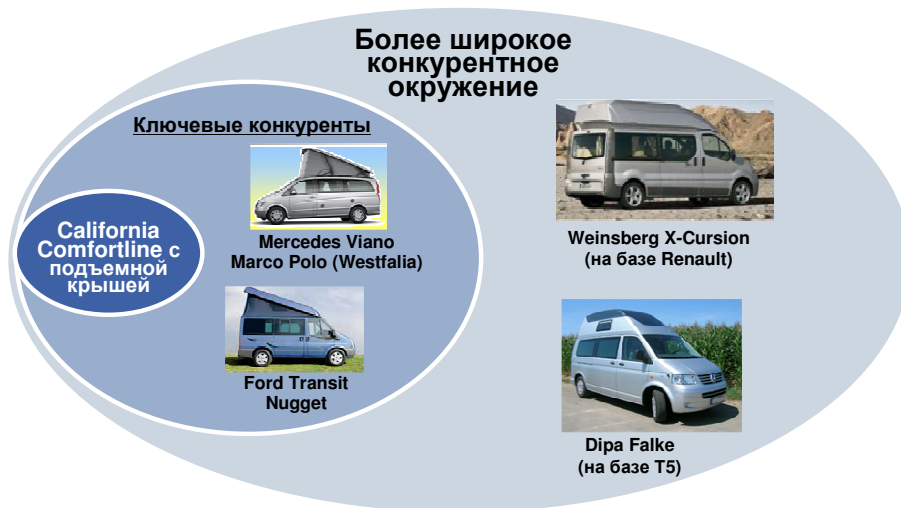 Более широкое
конкурентное
окружение
Ключевые конкуренты
California
Comfortline с
подъемной
крышей
Mercedes Viano
Marco Polo (Westfalia)
Ford Transit
Nugget
Weinsberg X-Cursion
(на базе Renault)
Dipa Falke
(на базе T5)